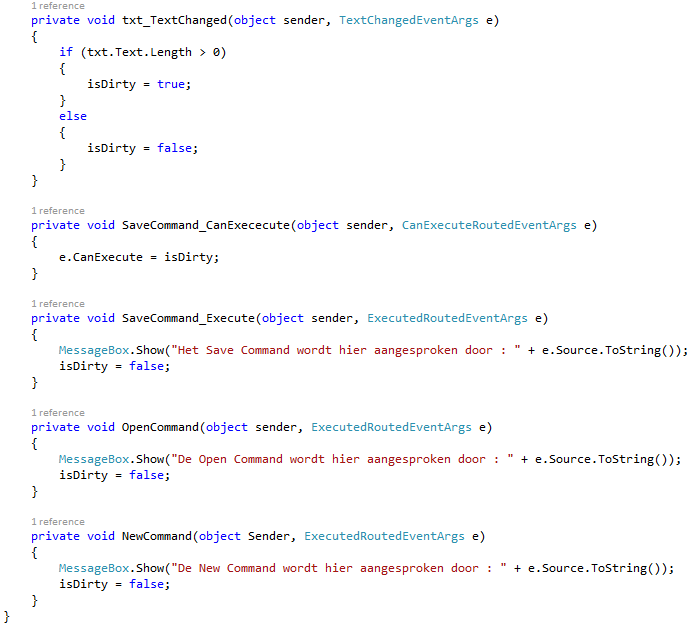 1 reference
private void txt_TextChanged(object sender, TextChangedEventArgs e)
{
    if (txt.Text.Length > 0)
    {
        isDirty = true;
    }
    else
    {
        isDirty = false;
    }
}
1 reference
private void SaveCommand_CanExececute(object sender, CanExecuteRoutedEventArgs e)
{
    e.CanExecute = isDirty;
}
1 reference
private void SaveCommand_Execute(object sender, ExecutedRoutedEventArgs e)
{
    MessageBox.Show("Het Save Command wordt hier aangesproken door : " + e.Source.ToString());
    isDirty = false;
}
1 reference
private void OpenCommand(object sender, ExecutedRoutedEventArgs e)
{
    MessageBox.Show("De Open Command wordt hier aangesproken door : " + e.Source.ToString());
    isDirty = false;
}
1 reference
private void NewCommand(object Sender, ExecutedRoutedEventArgs e)
{
    MessageBox.Show("De New Command wordt hier aangesproken door : " + e.Source.ToString());
    isDirty = false;
}
}